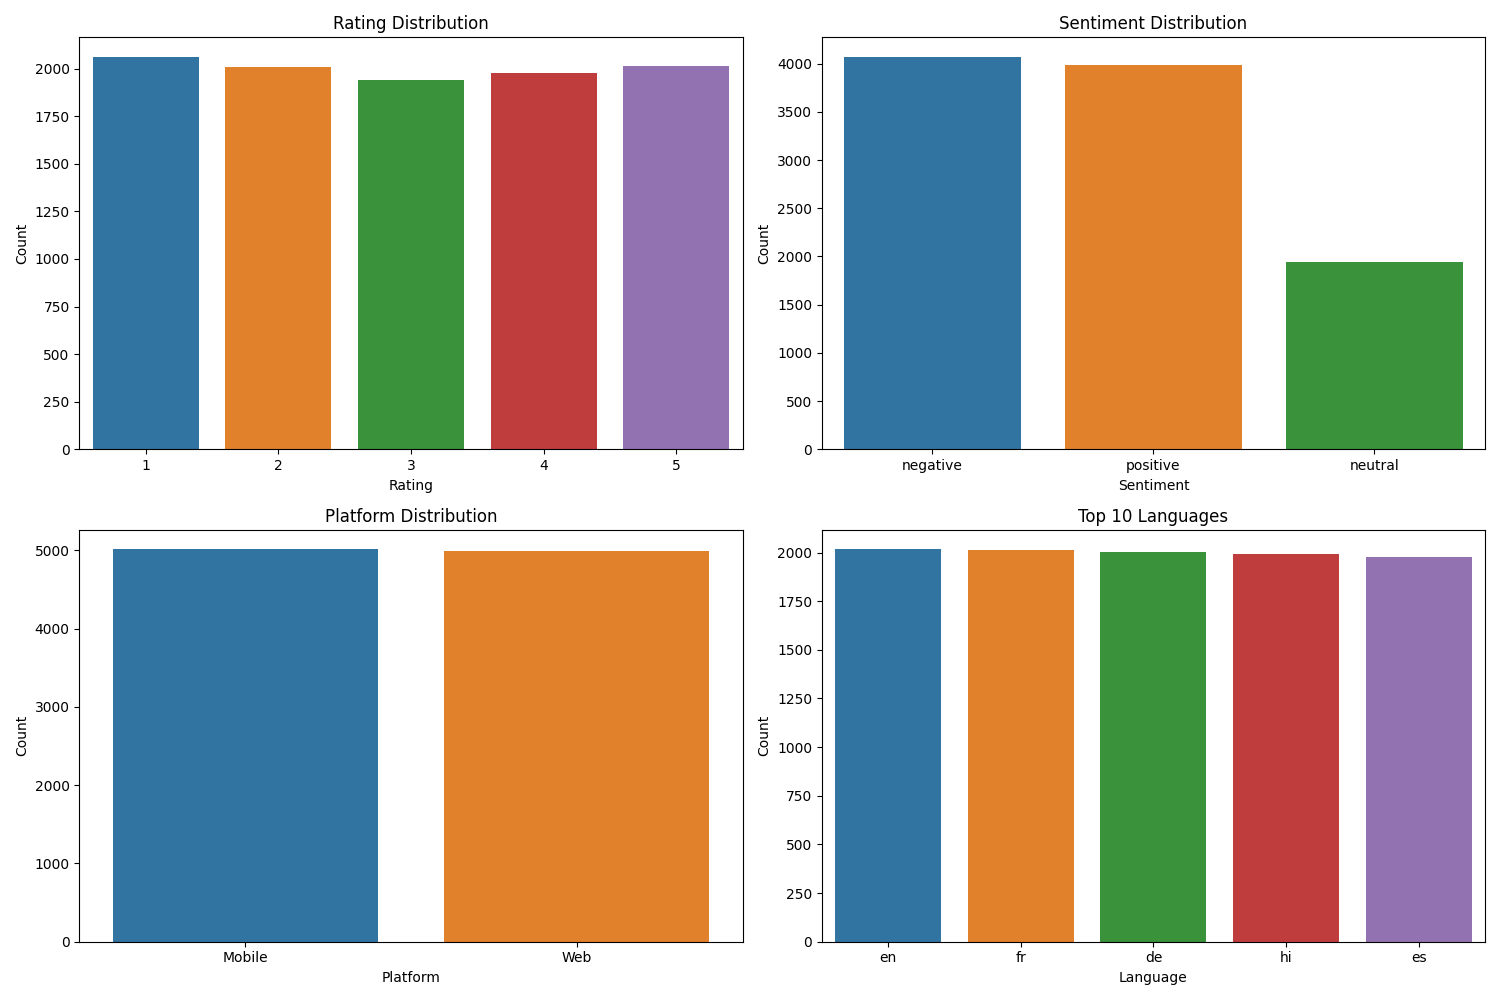 Rating Distribution
Count
2000
1750
1500
1250
1000
750
500
250
0
1 2 3 4 5
Rating
Sentiment Distribution
Count
4000
3500
3000
2500
2000
1500
1000
500
0
negative positive neutral
Sentiment
Platform Distribution
Count
5000
4000
3000
2000
1000
0
Mobile Web
Platform
Top 10 Languages
Count
2000
1750
1500
1250
1000
750
500
250
0
en fr de hi es
Language